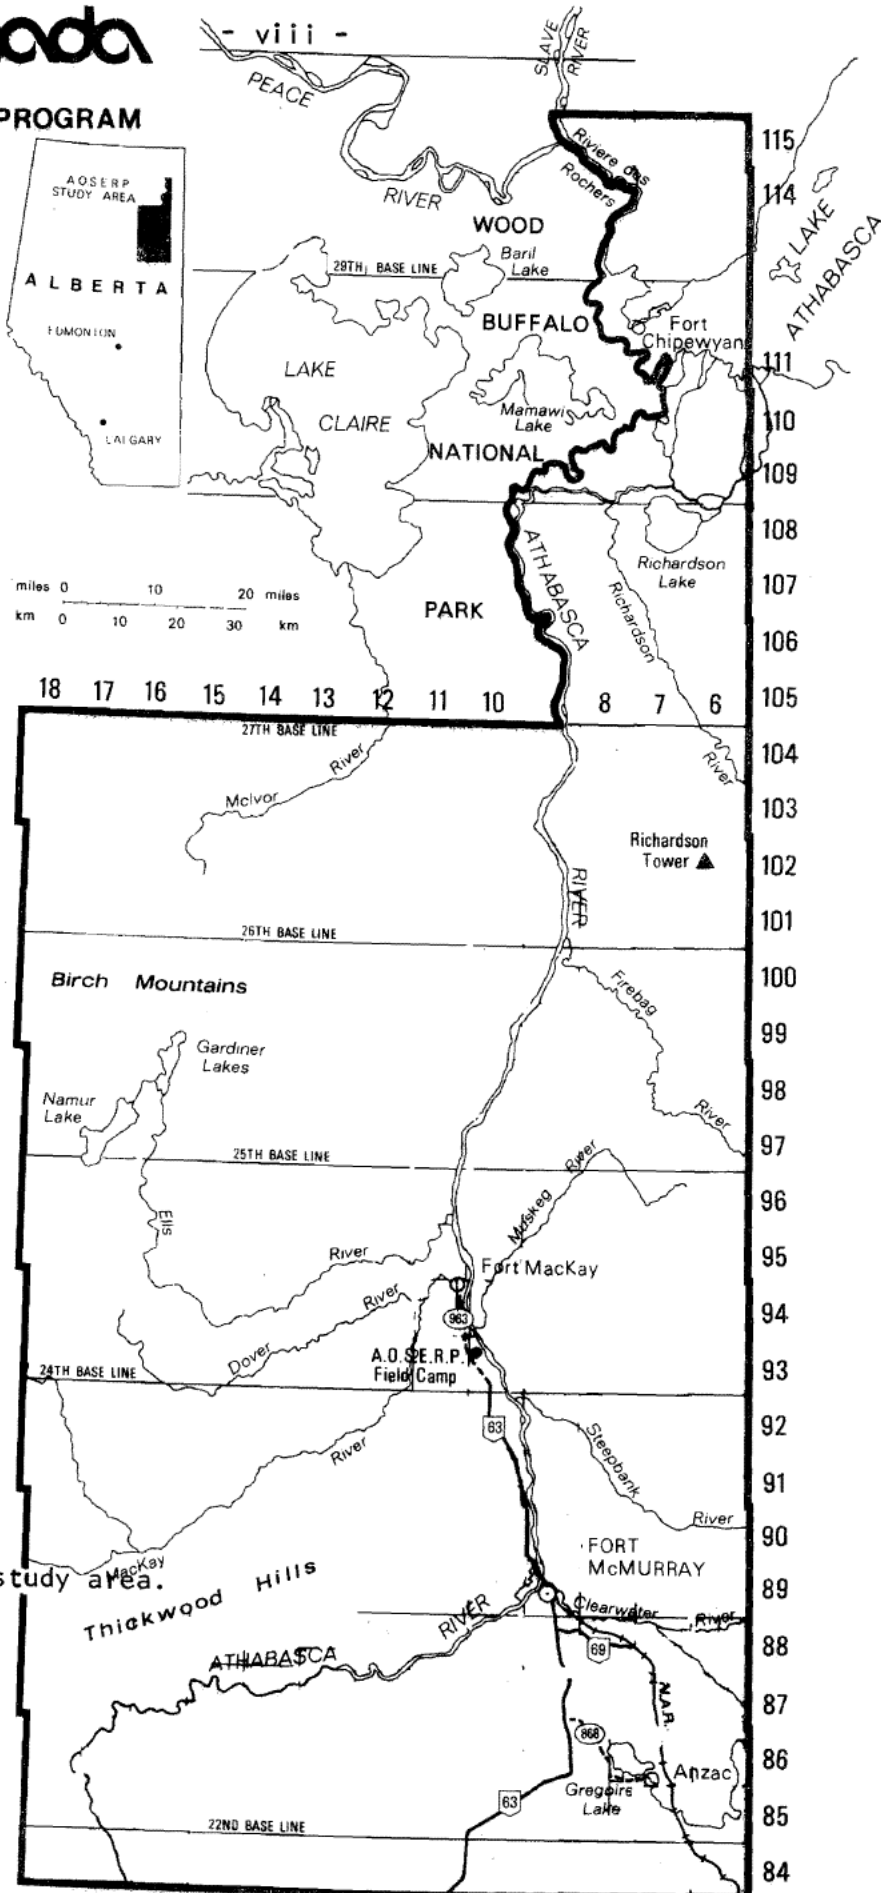 nada
- viii -
PROGRAM
SLAVE RIVER
PEACE
RIVER
Riviere des
Rochers
115
114
AOSERP
STUDY AREA
ALBERTA
EDMONTON
CALGARY
WOOD
Baril
Lake
29TH BASE LINE
LAKE
ATHABASCA
BUFFALO
Fort
Chipewyan
111
LAKE
CLAIRE
Mamawi
Lake
110
NATIONAL
109
108
ATHABASCA
Richardson
Lake
107
miles 0 10 20 miles
km 0 10 20 30 km
PARK
Richardson
106
105
18 17 16 15 14 13 12 11 10 8 7 6
27TH BASE LINE
River
River
104
McIvor
103
Richardson
Tower
102
RIVER
101
26TH BASE LINE
100
Birch Mountains
Firebag
99
Gardiner
Lakes
98
Namur
Lake
River
97
25TH BASE LINE
River
96
Muskeg
Ells
River
95
Fort MacKay
River
94
963
Dover
A.O.S.E.R.P.
Field Camp
93
24TH BASE LINE
92
63
River
Steepbank
91
River
90
FORT
McMURRAY
MacKay
study area.
89
Thickwood Hills
Clearwater River
RIVER
88
69
ATHABASCA
N.A.R.
87
868
86
Anzac
Gregoire
Lake
63
85
22ND BASE LINE
84